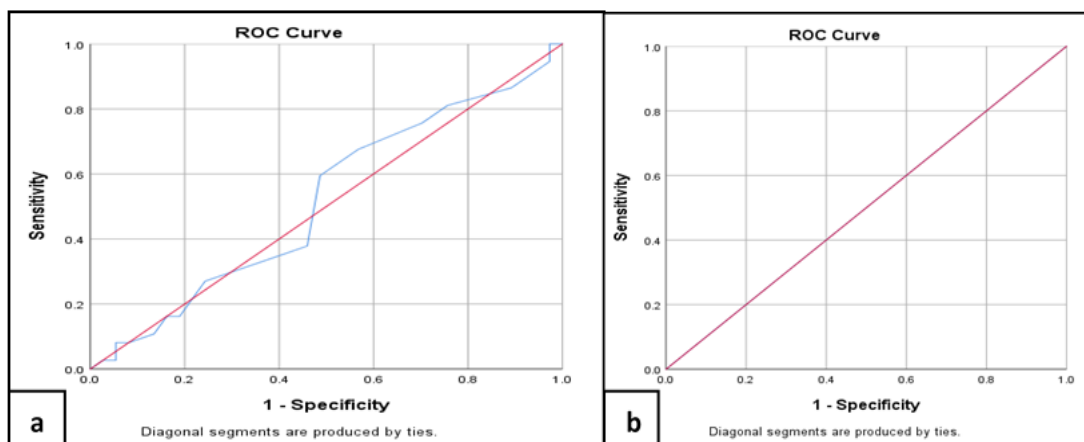 ROC Curve
Sensitivity
1.0
0.8
0.6
0.4
0.2
0.0
0.0 0.2 0.4 0.6 0.8 1.0
1 - Specificity
Diagonal segments are produced by ties.
a
ROC Curve
Sensitivity
1.0
0.8
0.6
0.4
0.2
0.0
0.0 0.2 0.4 0.6 0.8 1.0
1 - Specificity
Diagonal segments are produced by ties.
b